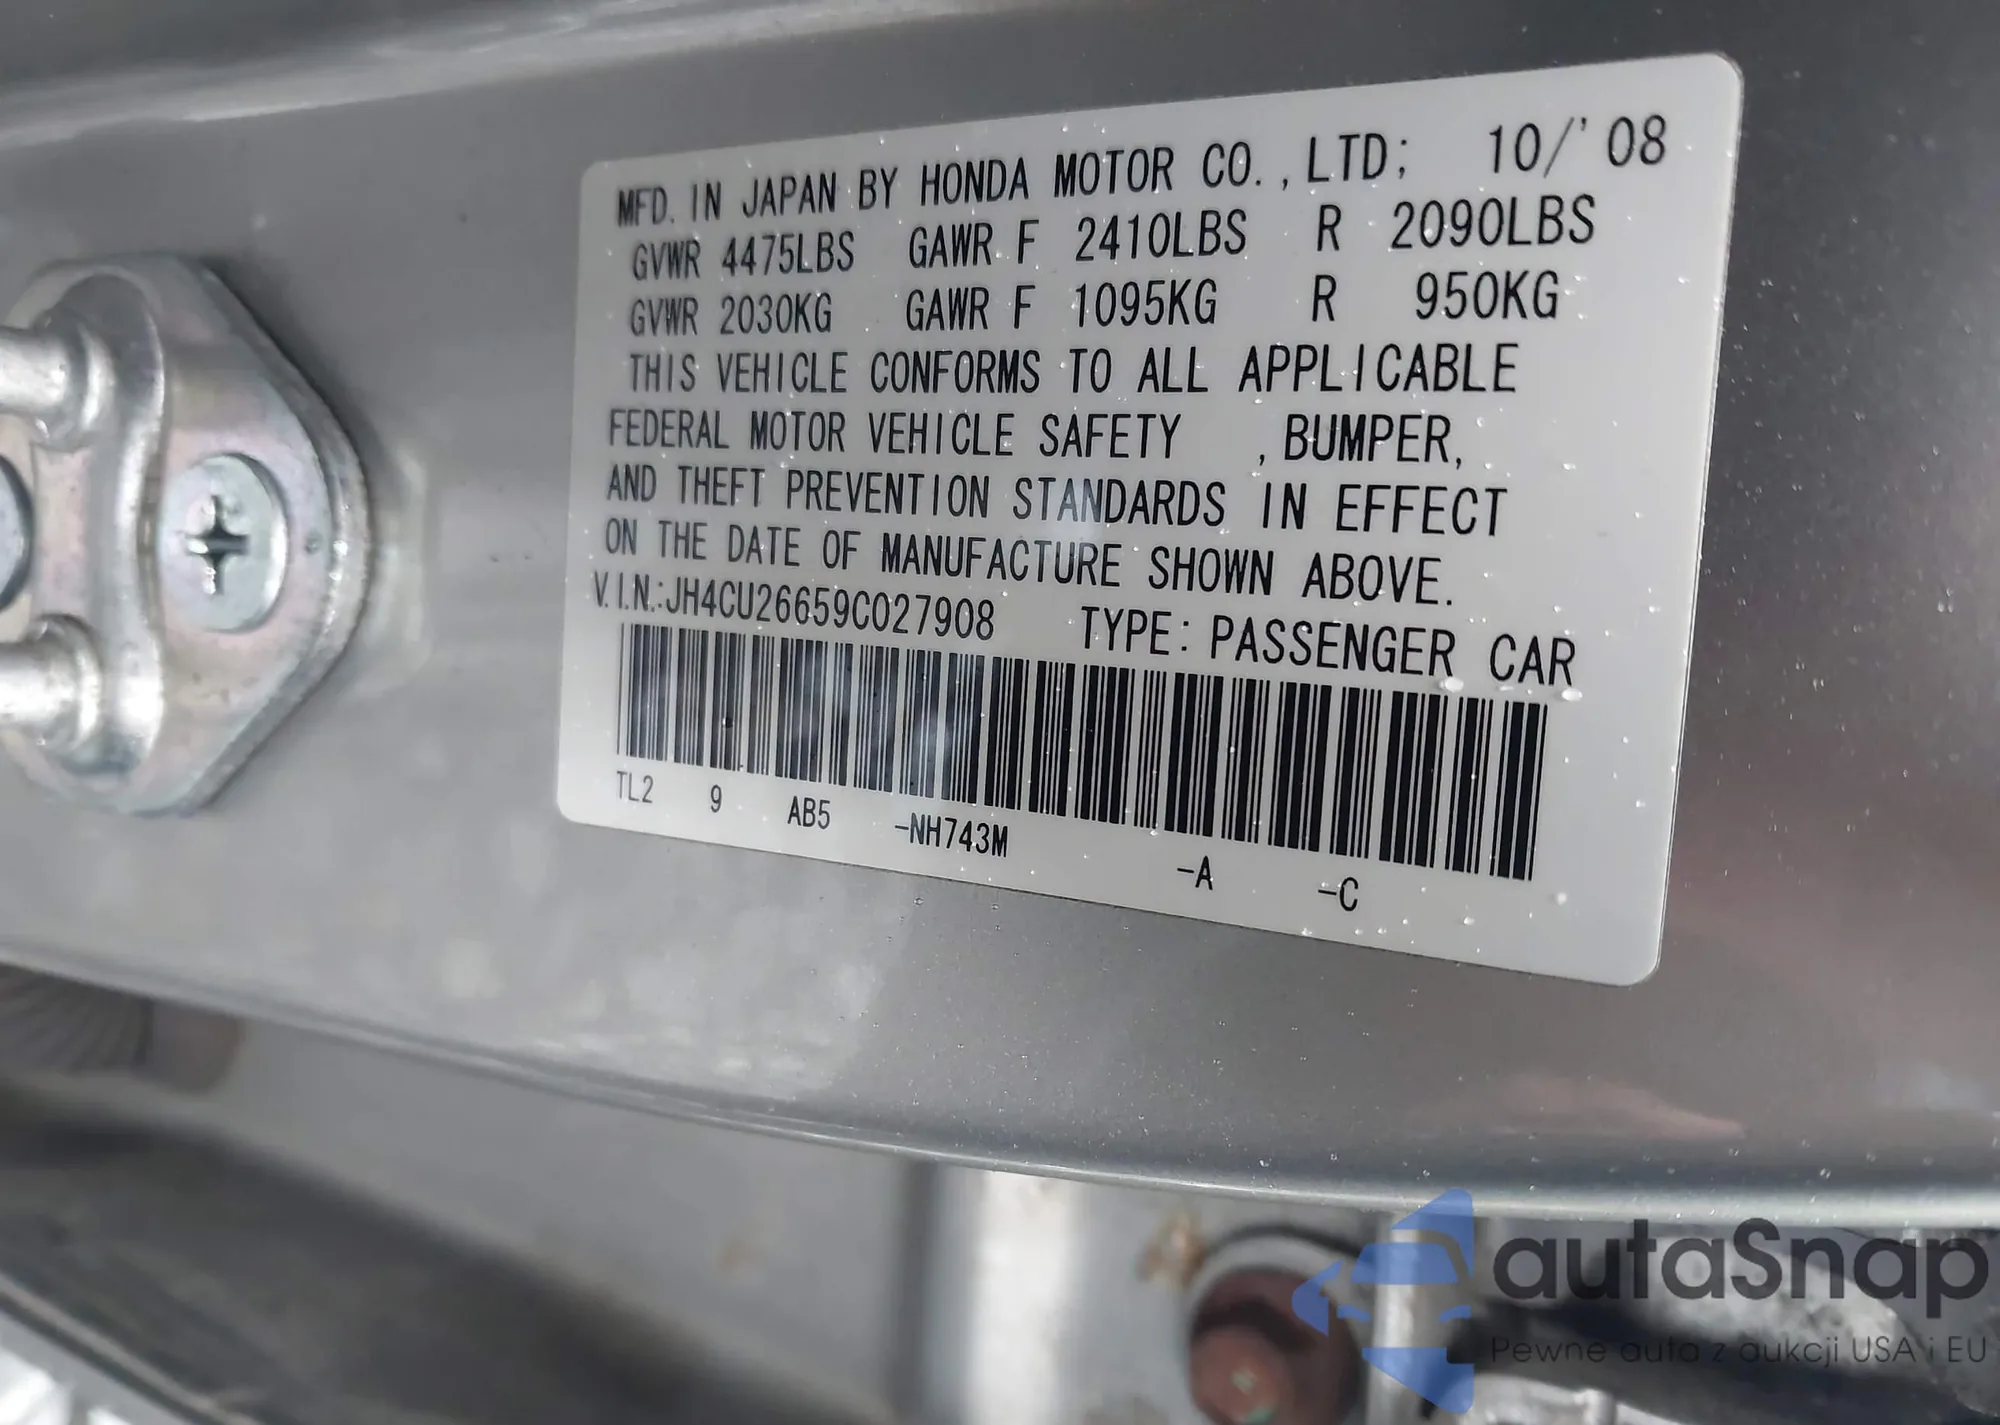 MFD. IN JAPAN BY HONDA MOTOR CO.,LTD; 10/'08
GVWR 4475LBS GAWR F 2410LBS R 2090LBS
GVWR 2030KG GAWR F 1095KG R 950KG
THIS VEHICLE CONFORMS TO ALL APPLICABLE
FEDERAL MOTOR VEHICLE SAFETY , BUMPER,
AND THEFT PREVENTION STANDARDS IN EFFECT
ON THE DATE OF MANUFACTURE SHOWN ABOVE.
V.I.N.:JH4CU26659C027908 TYPE: PASSENGER CAR
TL2 9 AB5 -NH743M -A -C
autaSnap
Pewne auta z aukcji USA i EU